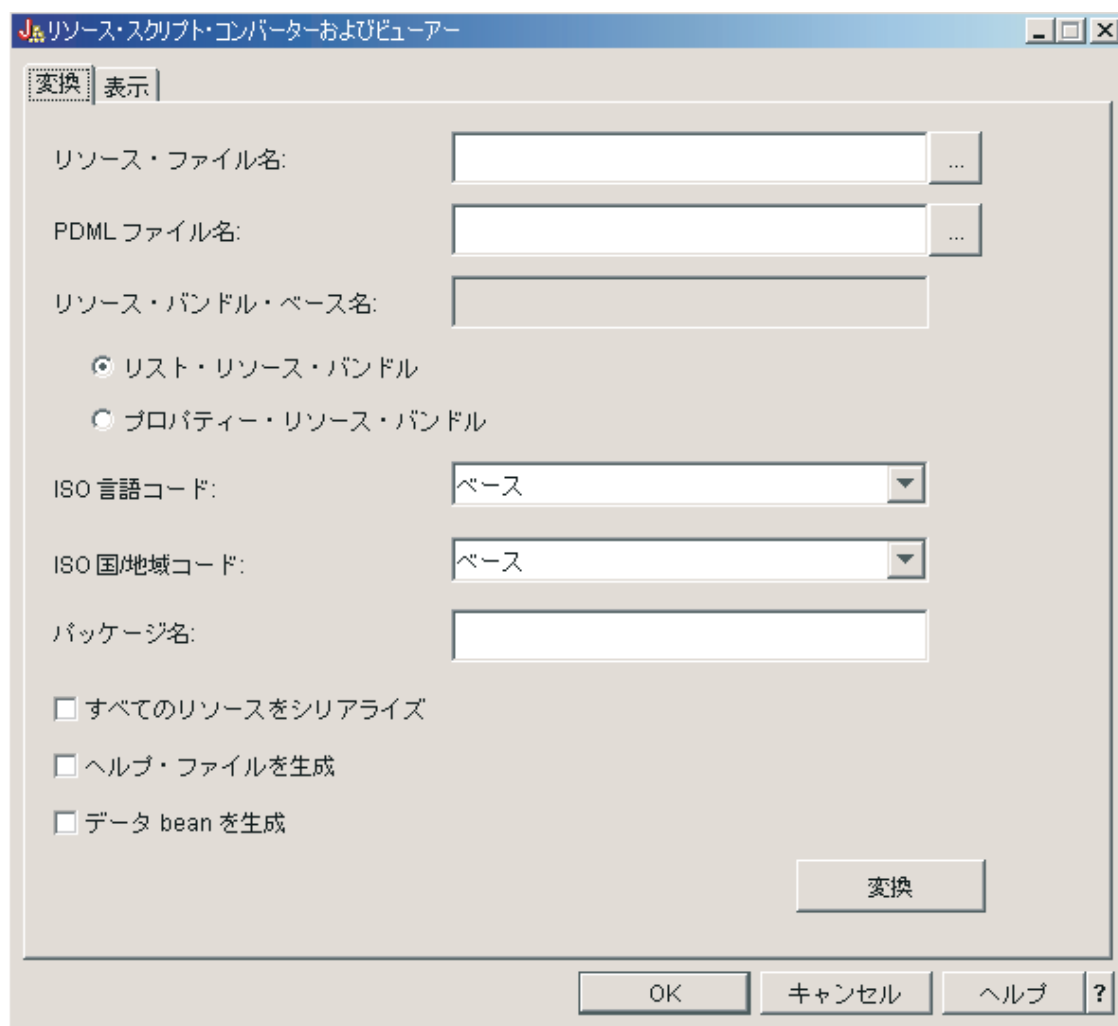 リソース・スクリプト・コンバーターおよびビューアー
変換 表示
リソース・ファイル名: ...
PDML ファイル名: ...
リソース・バンドル・ベース名:
リスト・リソース・バンドル
プロパティー・リソース・バンドル
ISO 言語コード: ベース
ISO 国/地域コード: ベース
パッケージ名:
すべてのリソースをシリアライズ
ヘルプ・ファイルを生成
データ bean を生成
変換
OK キャンセル ヘルプ ?